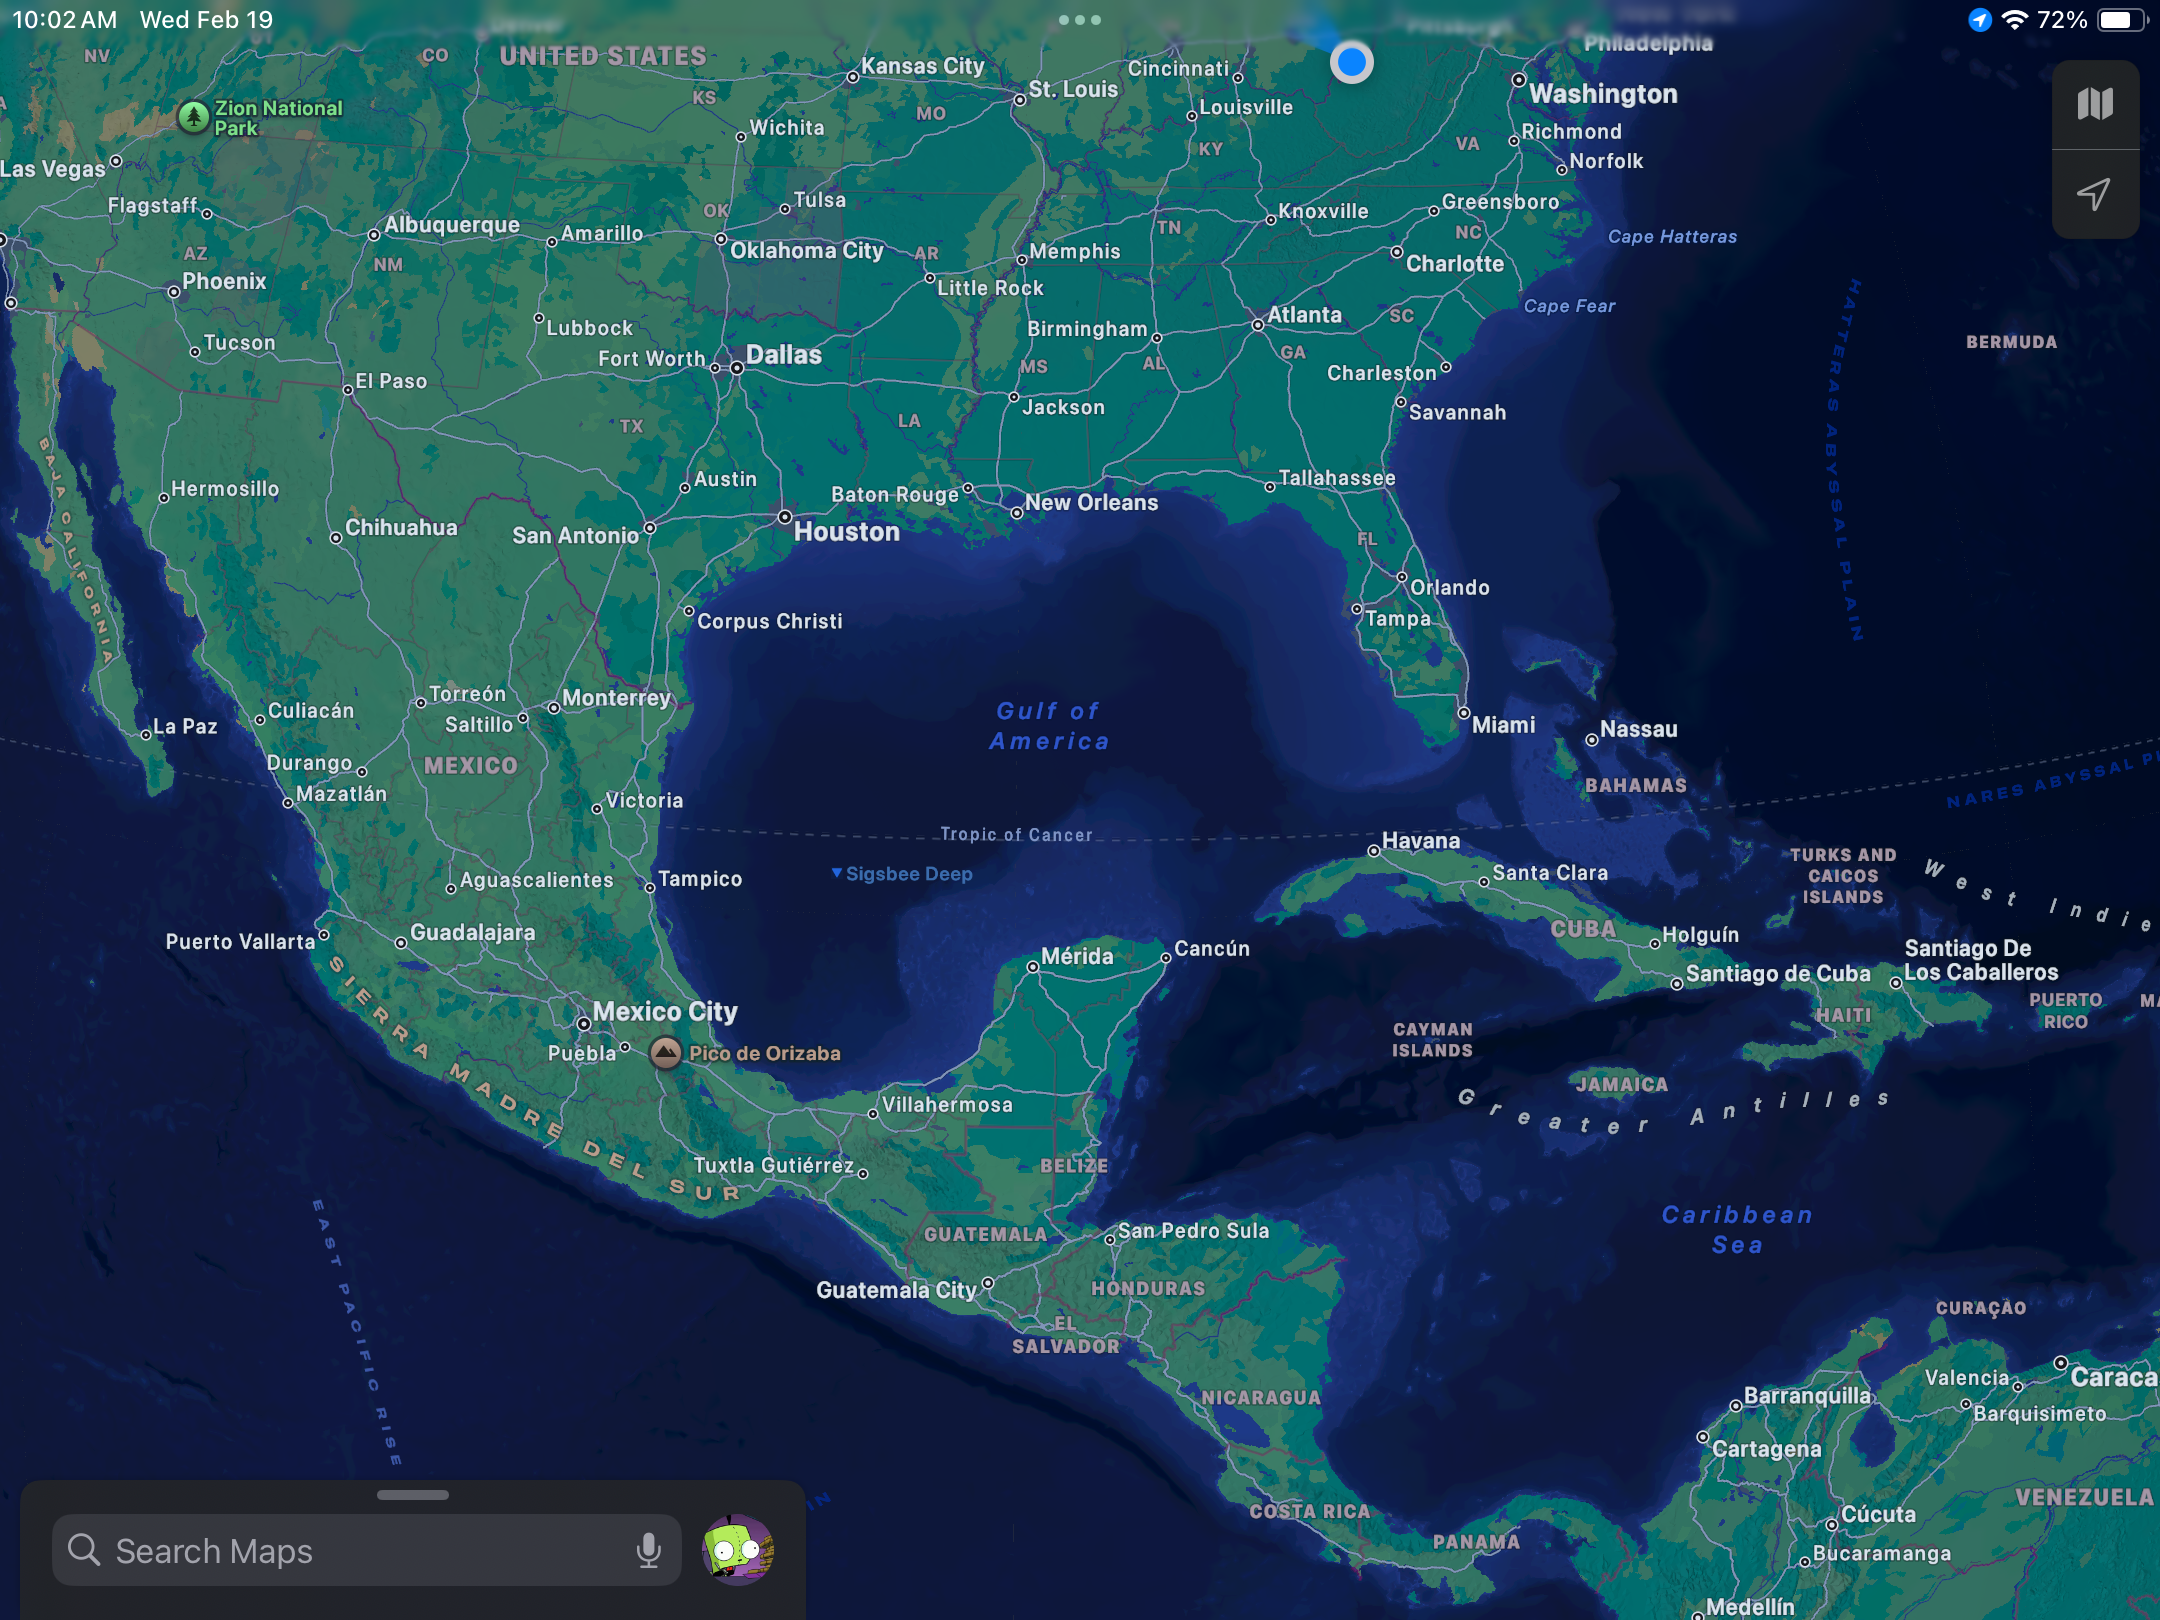 10:02 AM Wed Feb 19
72%
Philadelphia
NV
CO
UNITED STATES
Kansas City
Cincinnati
St. Louis
Washington
KS
MO
Louisville
Zion National
Park
Wichita
Richmond
KY
VA
Norfolk
Las Vegas
Flagstaff
Tulsa
OK
Knoxville
Greensboro
Albuquerque
Amarillo
TN
NC
Cape Hatteras
AZ
NM
Oklahoma City
AR
Memphis
Charlotte
Phoenix
Little Rock
Cape Fear
HATTERAS ABYSSAL PLAIN
Lubbock
Birmingham
Atlanta
SC
BERMUDA
Tucson
Fort Worth
Dallas
MS
AL
GA
El Paso
Charleston
Jackson
Savannah
TX
LA
BAJA CALIFORNIA
Hermosillo
Austin
Baton Rouge
Tallahassee
New Orleans
Chihuahua
San Antonio
Houston
FL
Orlando
Corpus Christi
Tampa
Torreón
Monterrey
Culiacán
Saltillo
Gulf of
America
La Paz
Miami
Nassau
Durango
MEXICO
BAHAMAS
NARES ABYSSAL
Mazatlán
Victoria
Tropic of Cancer
Havana
Sigsbee Deep
Santa Clara
TURKS AND
CAICOS
ISLANDS
West Indie
Aguascalientes
Tampico
Guadalajara
CUBA
Holguín
Puerto Vallarta
Mérida
Cancún
Santiago De
Los Caballeros
Santiago de Cuba
SIERRA MADRE DEL SUR
Mexico City
PUERTO
RICO
MA
HAITI
CAYMAN
ISLANDS
Puebla
Pico de Orizaba
JAMAICA
Greater Antilles
Villahermosa
Tuxtla Gutiérrez
BELIZE
EAST PACIFIC RISE
Caribbean
Sea
GUATEMALA
San Pedro Sula
Guatemala City
HONDURAS
CURAÇAO
EL
SALVADOR
Valencia
Caraca
NICARAGUA
Barranquilla
Barquisimeto
Cartagena
VENEZUELA
COSTA RICA
Cúcuta
PANAMA
Bucaramanga
Search Maps
Medellín